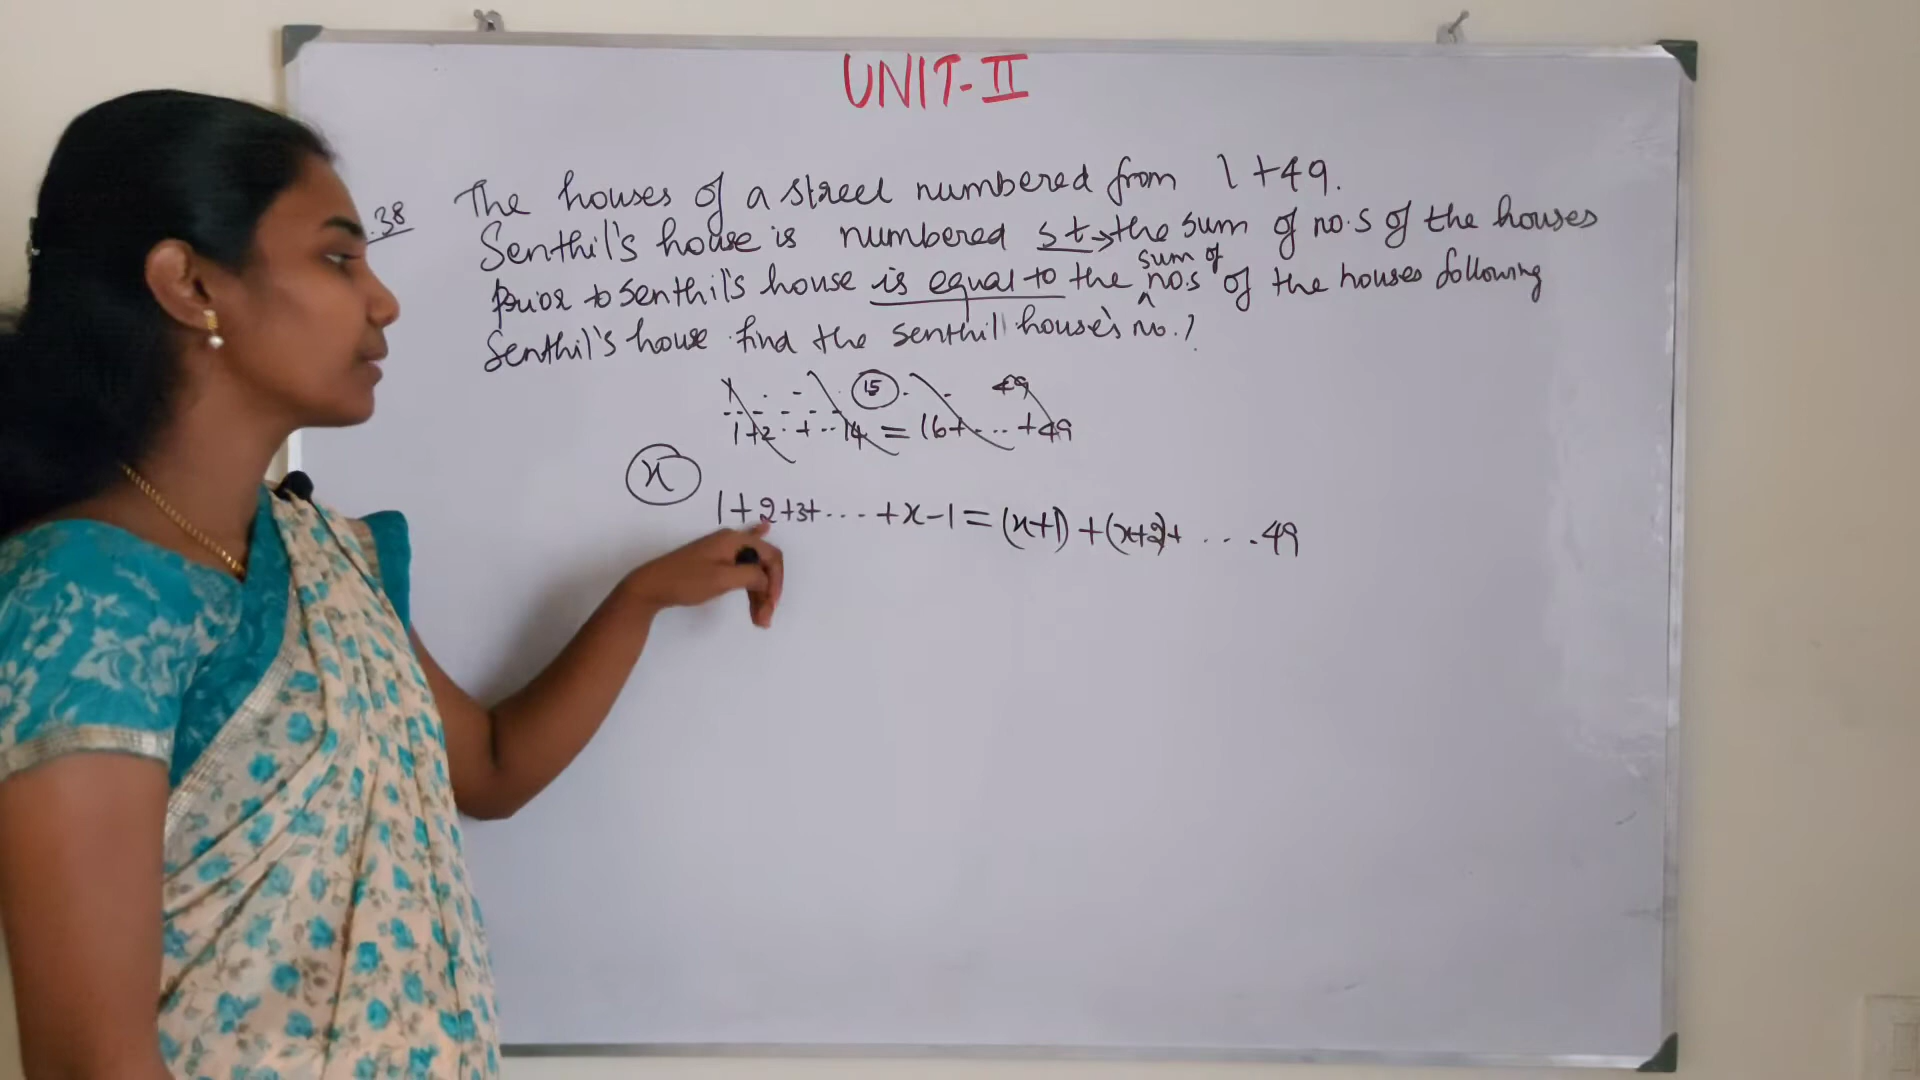 UNIT-II
.38
The houses of a street numbered from 1 to 49.
Senthil's house is numbered s t → the sum of no.s of the houses
prior to senthil's house is equal to the sum of no.s of the houses following
Senthil's house find the senthil house's no.?
1 . - 15 . - 49
1+2 . + .. 14 = 16+ ... +49
x
1+2+3+.... +x-1 = (x+1) + (x+2)+ ....49